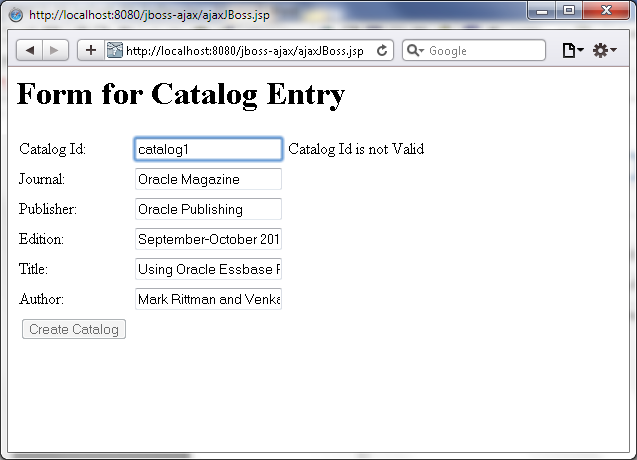 http://localhost:8080/jboss-ajax/ajaxJBoss.jsp
http://localhost:8080/jboss-ajax/ajaxJBoss.jsp Google
Form for Catalog Entry
Catalog Id: catalog1 Catalog Id is not Valid
Journal: Oracle Magazine
Publisher: Oracle Publishing
Edition: September-October 201
Title: Using Oracle Essbase
Author: Mark Rittman and Venka
Create Catalog